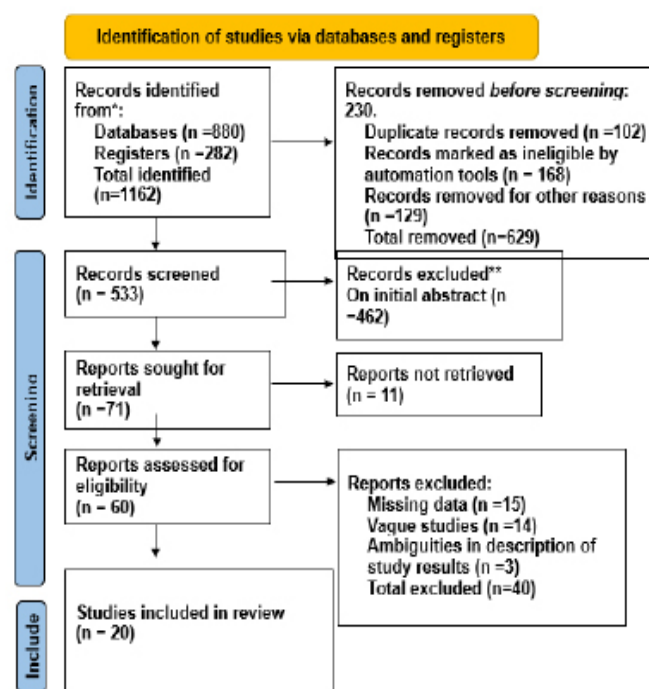 Identification of studies via databases and registers
Identification
Records identified
from*:
Databases (n =880)
Registers (n =282)
Total identified
(n=1162)
Records removed before screening:
230.
Duplicate records removed (n =102)
Records marked as ineligible by
automation tools (n = 168)
Records removed for other reasons
(n =129)
Total removed (n=629)
Screening
Records screened
(n = 533)
Records excluded**
On initial abstract (n
=462)
Reports sought for
retrieval
(n =71)
Reports not retrieved
(n = 11)
Reports assessed for
eligibility
(n = 60)
Reports excluded:
Missing data (n =15)
Vague studies (n =14)
Ambiguities in description of
study results (n =3)
Total excluded (n=40)
Include
Studies included in review
(n = 20)